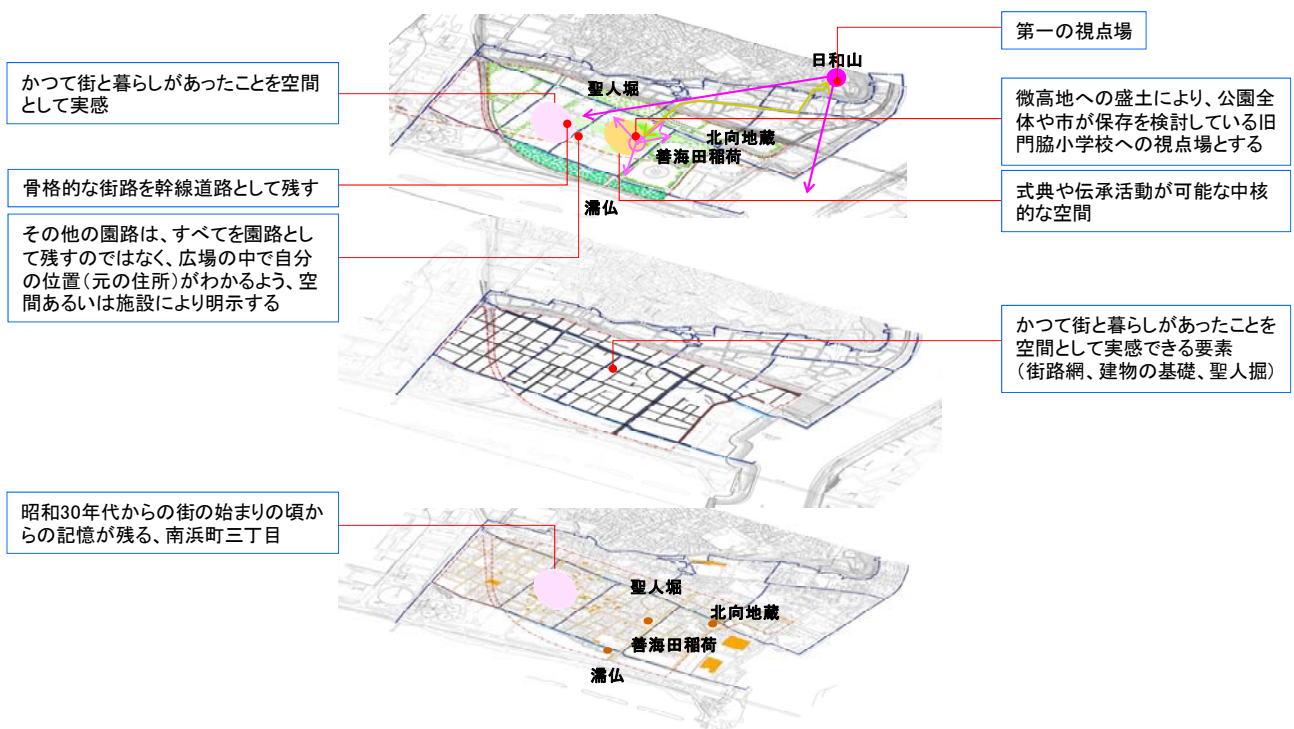 第一の視点場
日和山
かつて街と暮らしがあったことを空間
として実感
聖人堀
微高地への盛土により、公園全
体や市が保存を検討している旧
門脇小学校への視点場とする
北向地蔵
善海田稲荷
骨格的な街路を幹線道路として残す
式典や伝承活動が可能な中核
的な空間
濡仏
その他の園路は、すべてを園路とし
て残すのではなく、広場の中で自分
の位置(元の住所)がわかるよう、空
間あるいは施設により明示する
かつて街と暮らしがあったことを
空間として実感できる要素
(街路網、建物の基礎、聖人掘)
昭和30年代からの街の始まりの頃か
らの記憶が残る、南浜町三丁目
聖人堀
北向地蔵
善海田稲荷
濡仏